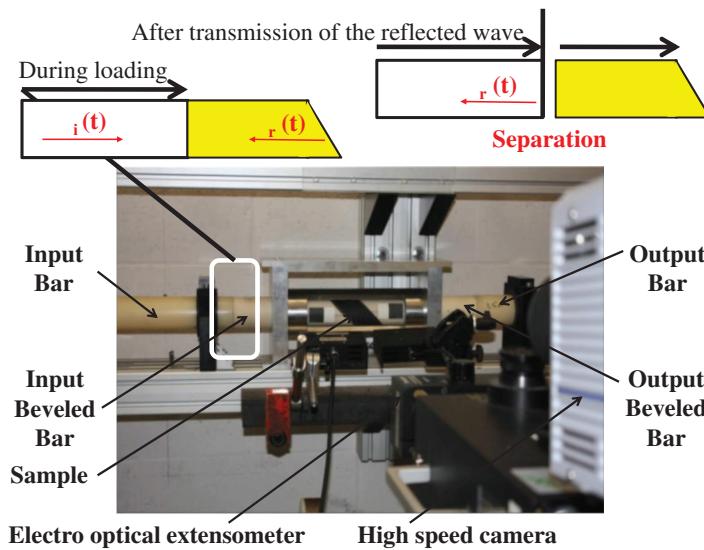 After transmission of the reflected wave
During loading
i (t)
r (t)
r (t)
Separation
Input
Bar
Output
Bar
Input
Beveled
Bar
Output
Beveled
Bar
Sample
Electro optical extensometer
High speed camera